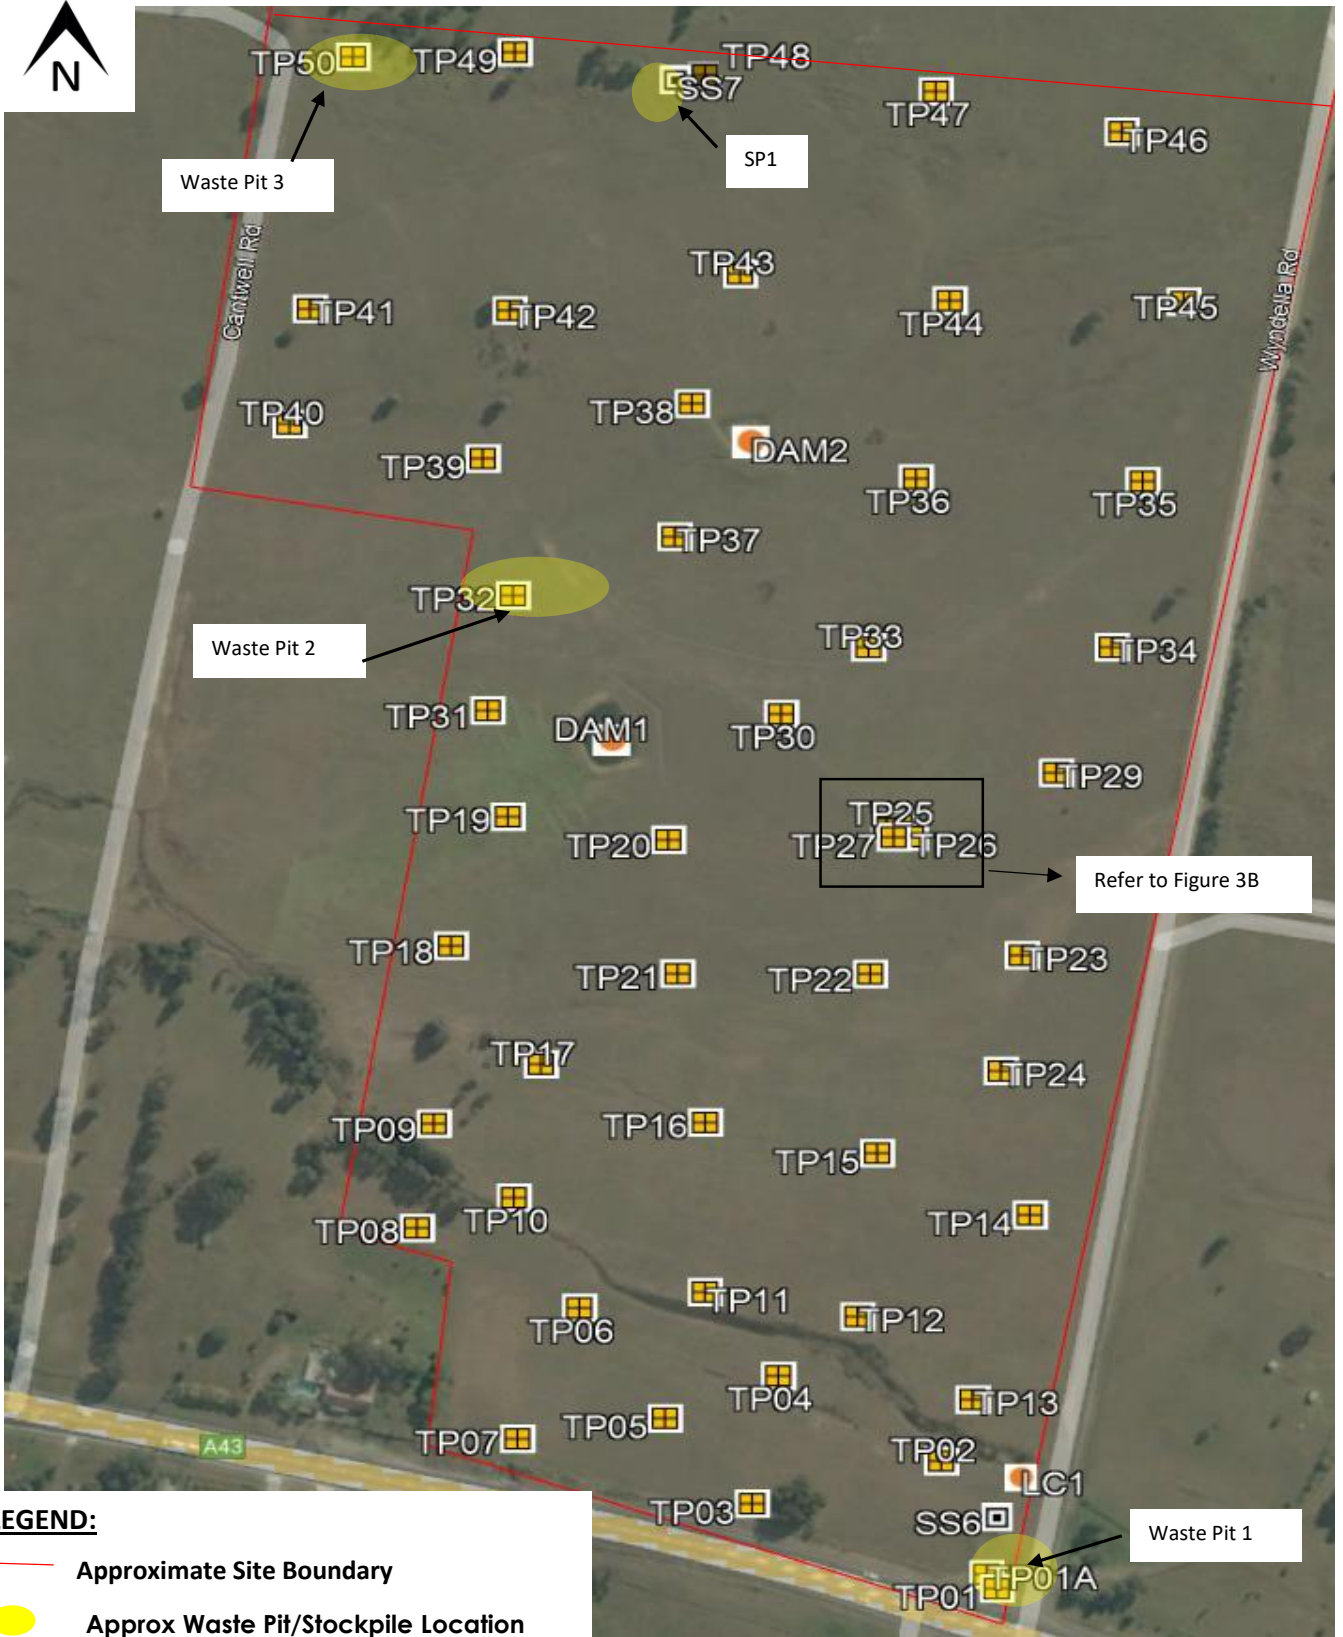 N
TP50
TP49
TP48
SS7
TP47
TP46
SP1
Waste Pit 3
Cantwell Rd
TP43
Wyndella Rd
TP41
TP42
TP44
TP45
TP40
TP38
DAM2
TP39
TP36
TP35
TP37
TP32
Waste Pit 2
TP33
TP34
TP31
DAM1
TP30
TP29
TP19
TP20
TP25
TP27
TP26
Refer to Figure 3B
TP18
TP21
TP22
TP23
TP17
TP24
TP09
TP16
TP15
TP08
TP10
TP14
TP06
TP11
TP12
TP04
TP13
TP07
TP05
TP02
A43
LC1
TP03
SS6
Waste Pit 1
TP01A
TP01
EGEND:
Approximate Site Boundary
Approx Waste Pit/Stockpile Location